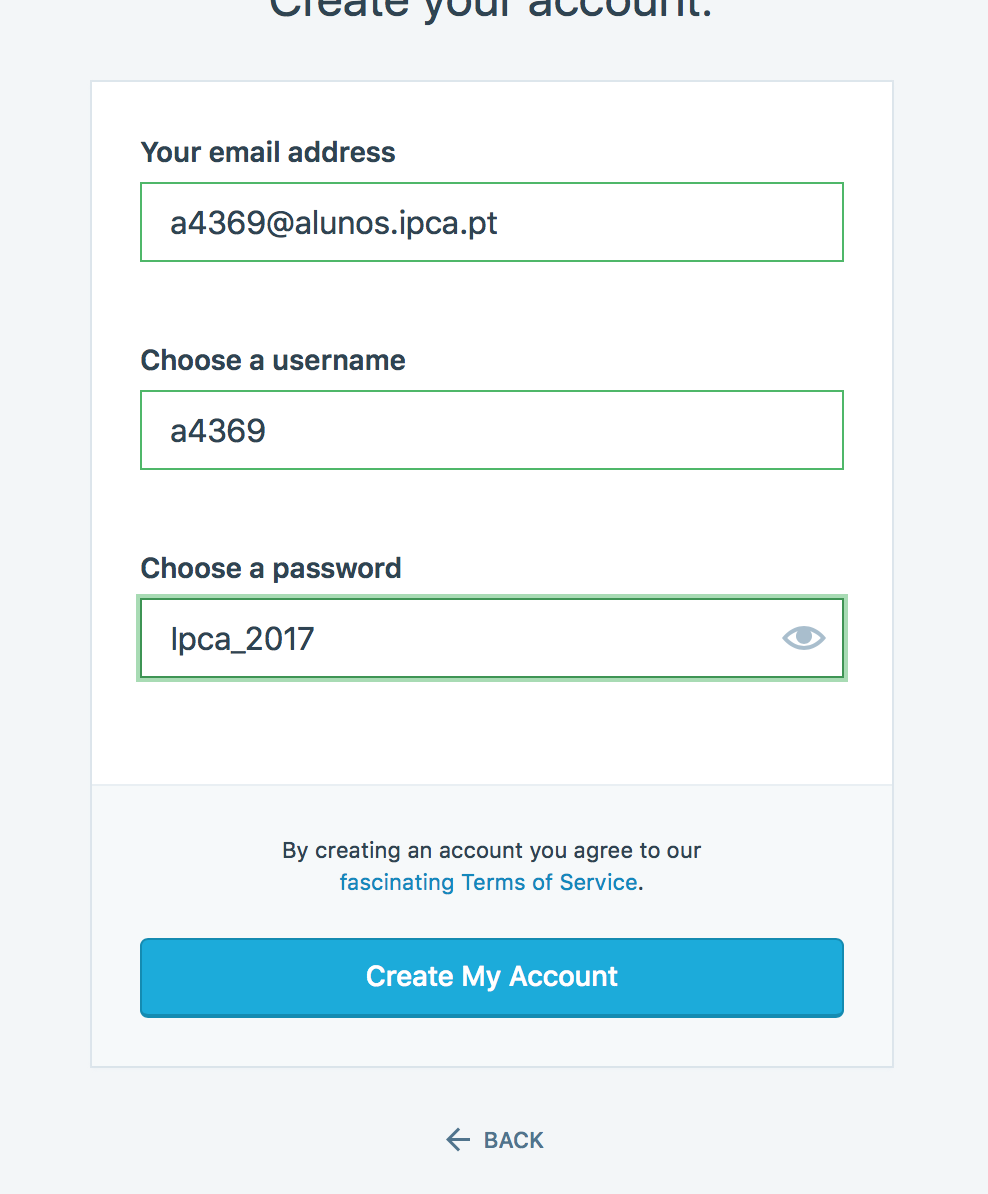 Create your account.
Your email address
a4369@alunos.ipca.pt
Choose a username
a4369
Choose a password
Ipca_2017
By creating an account you agree to our
fascinating Terms of Service.
Create My Account
BACK